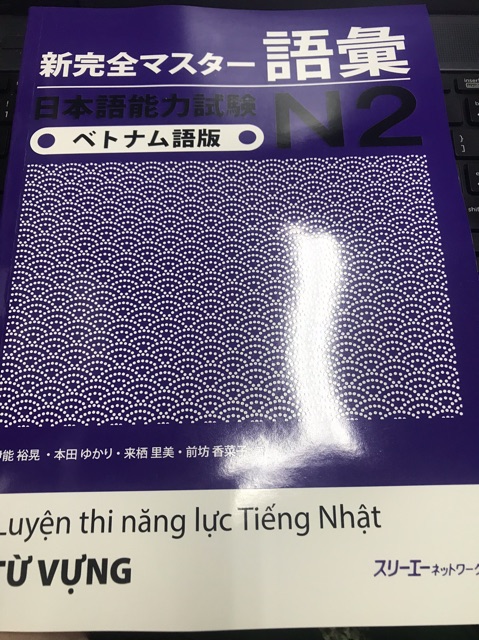 新完全マスター 語彙
日本語能力試験 N2
ベトナム語版
能 裕晃・本田 ゆかり・来栖 里美・前坊 香菜子
Luyện thi năng lực Tiếng Nhật
TỪ VỰNG
スリーエーネットワーク